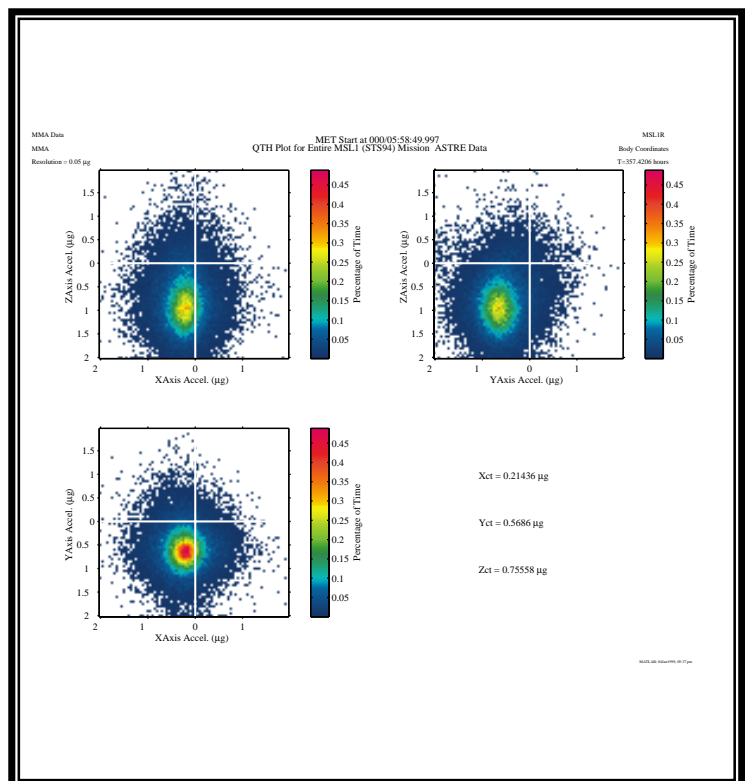 MMA Data
MMA
Resolution = 0.05 µg
MET Start at 000/05:58:49.997
QTH Plot for Entire MSL1 (STS94) Mission ASTRE Data
MSL1R
Body Coordinates
T=357.4206 hours
1.5
1
0.5
0
0.5
1
1.5
2
ZAxis Accel. (µg)
2 1 0 1
XAxis Accel. (µg)
0.45
0.4
0.35
0.3
0.25
0.2
0.15
0.1
0.05
Percentage of Time
1.5
1
0.5
0
0.5
1
1.5
2
ZAxis Accel. (µg)
2 1 0 1
YAxis Accel. (µg)
0.45
0.4
0.35
0.3
0.25
0.2
0.15
0.1
0.05
Percentage of Time
1.5
1
0.5
0
0.5
1
1.5
2
YAxis Accel. (µg)
2 1 0 1
XAxis Accel. (µg)
0.45
0.4
0.35
0.3
0.25
0.2
0.15
0.1
0.05
Percentage of Time
Xct = 0.21436 µg
Yct = 0.5686 µg
Zct = 0.75558 µg